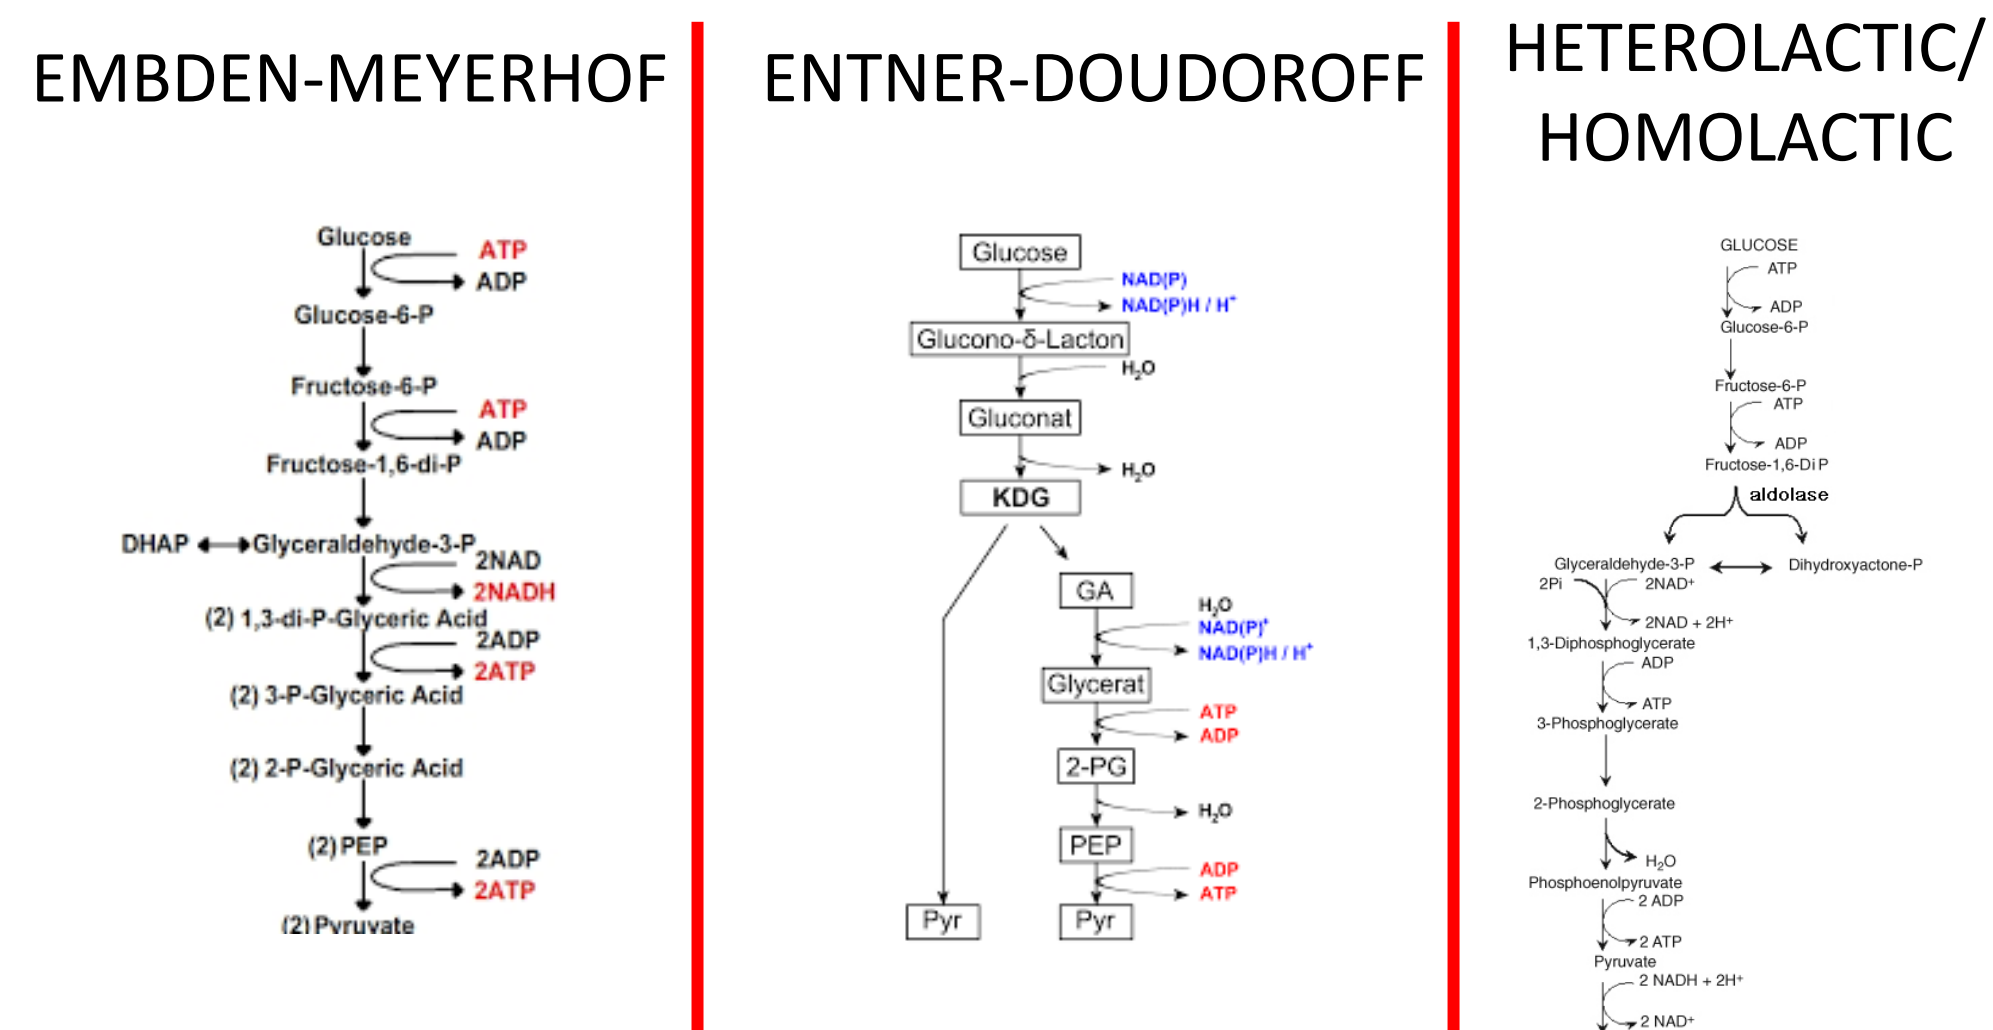 EMBDEN-MEYERHOF
Glucose
ATP
ADP
Glucose-6-P
Fructose-6-P
ATP
ADP
Fructose-1,6-di-P
DHAP
Glyceraldehyde-3-P
2NAD
2NADH
(2) 1,3-di-P-Glyceric Acid
2ADP
2ATP
(2) 3-P-Glyceric Acid
(2) 2-P-Glyceric Acid
(2) PEP
2ADP
2ATP
(2) Pyruvate
ENTNER-DOUDOROFF
Glucose
NAD(P)
NAD(P)H / H⁺
Glucono-δ-Lacton
H₂O
Gluconat
H₂O
KDG
GA
H₂O
NAD(P)⁺
NAD(P)H / H⁺
Glycerat
ATP
ADP
2-PG
H₂O
PEP
ADP
ATP
Pyr
Pyr
HETEROLACTIC/
HOMOLACTIC
GLUCOSE
ATP
ADP
Glucose-6-P
Fructose-6-P
ATP
ADP
Fructose-1,6-Di P
aldolase
Glyceraldehyde-3-P
Dihydroxyactone-P
2Pi
2NAD⁺
2NAD + 2H⁺
1,3-Diphosphoglycerate
ADP
ATP
3-Phosphoglycerate
2-Phosphoglycerate
H₂O
Phosphoenolpyruvate
2 ADP
2 ATP
Pyruvate
2 NADH + 2H⁺
2 NAD⁺